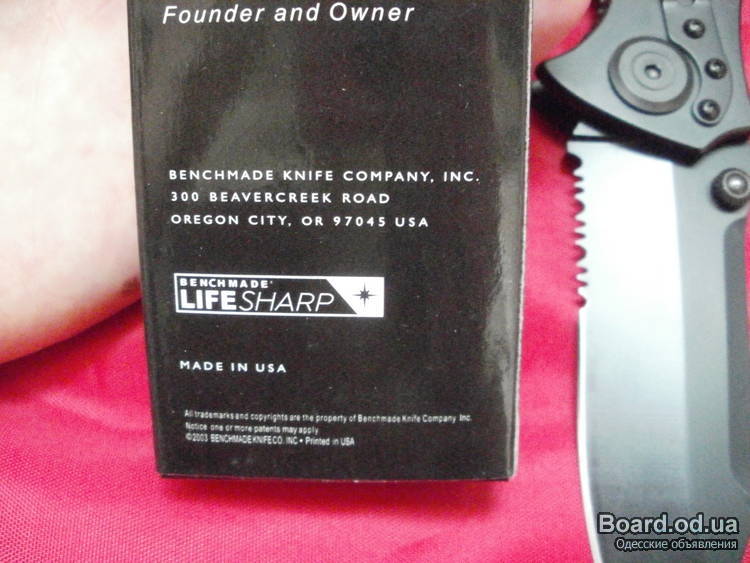 Founder and Owner
BENCHMADE KNIFE COMPANY, INC.
300 BEAVERCREEK ROAD
OREGON CITY, OR 97045 USA
BENCHMADE®
LIFESHARP
MADE IN USA
All trademarks and copyrights are the property of Benchmade Knife Company Inc.
Notice one or more patents may apply.
©2003 BENCHMADE KNIFE CO. INC • Printed in USA
Board.od.ua
Одесские объявления